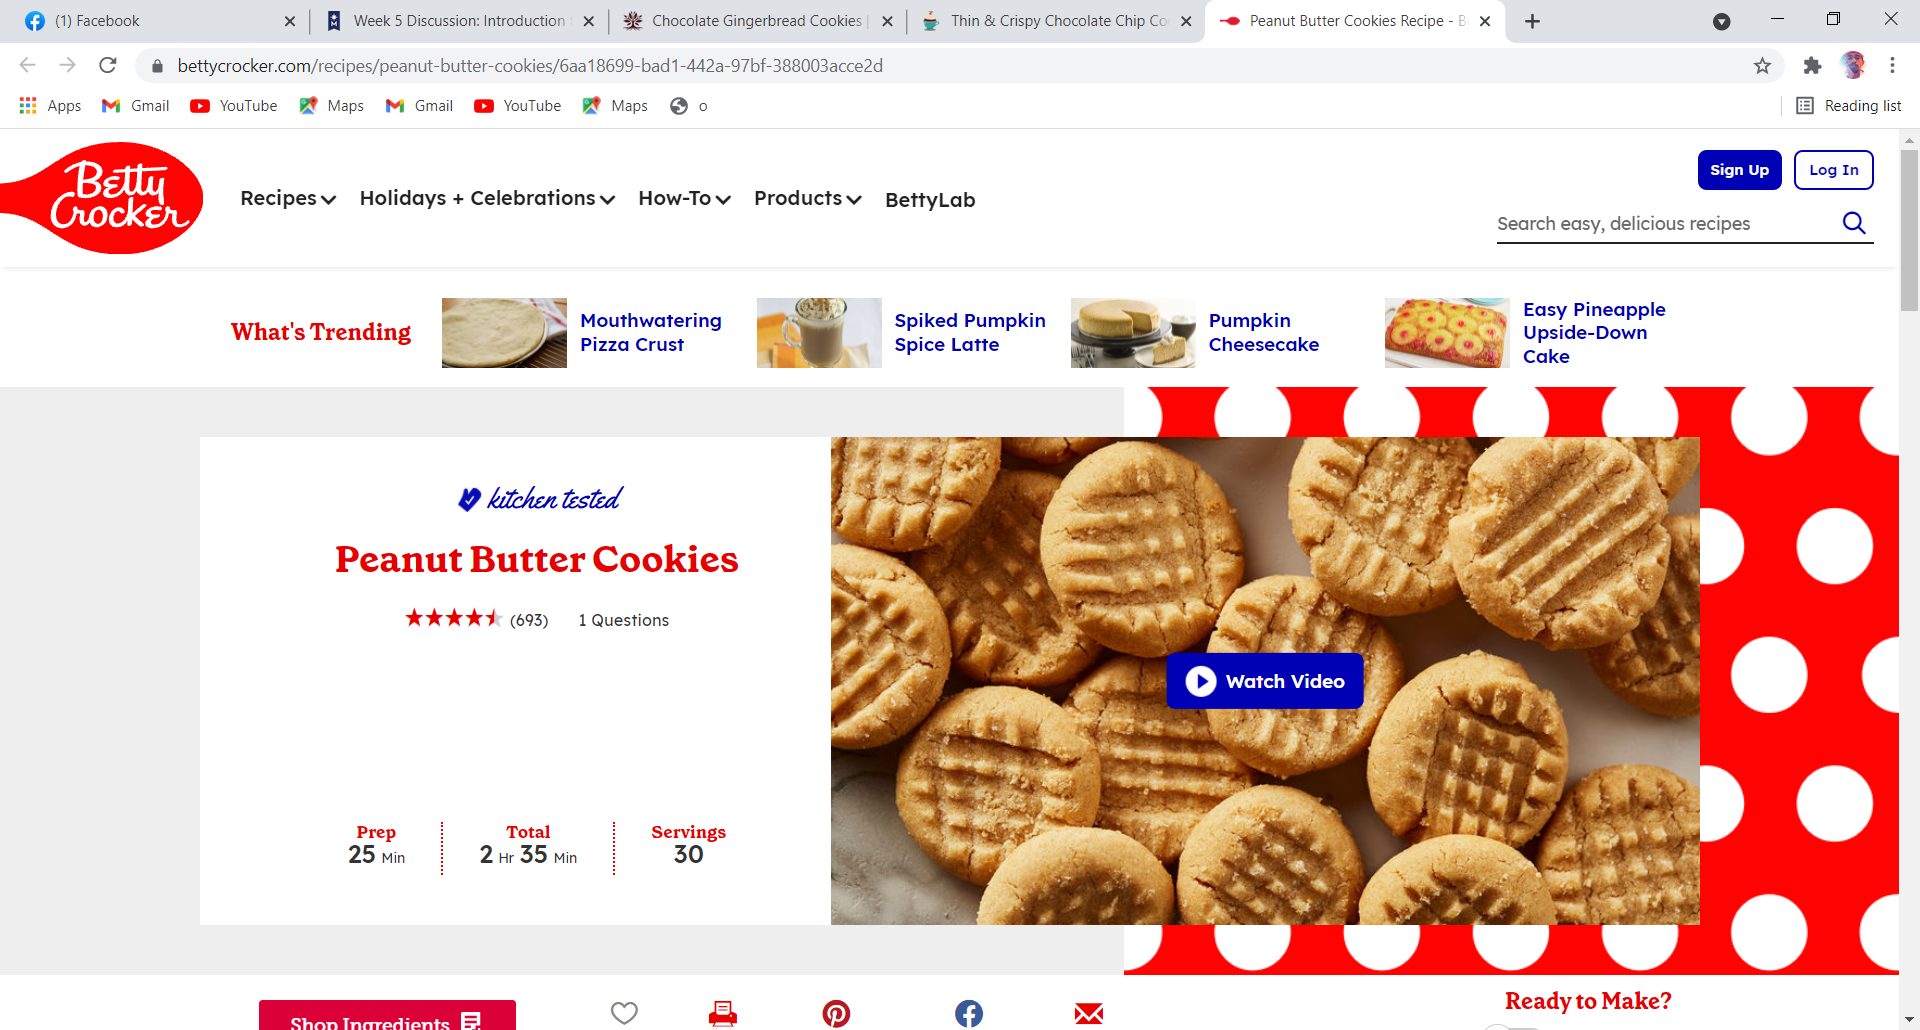 (1) Facebook
Week 5 Discussion: Introduction
Chocolate Gingerbread Cookies |
Thin & Crispy Chocolate Chip Co
Peanut Butter Cookies Recipe - B
bettycrocker.com/recipes/peanut-butter-cookies/6aa18699-bad1-442a-97bf-388003acce2d
Apps Gmail YouTube Maps Gmail YouTube Maps o Reading list
Betty
Crocker
Recipes Holidays + Celebrations How-To Products BettyLab
Sign Up Log In
Search easy, delicious recipes
What's Trending
Mouthwatering
Pizza Crust
Spiked Pumpkin
Spice Latte
Pumpkin
Cheesecake
Easy Pineapple
Upside-Down
Cake
kitchen tested
Peanut Butter Cookies
(693) 1 Questions
Watch Video
Prep Total Servings
25 Min 2 Hr 35 Min 30
Shop Ingredients
Ready to Make?